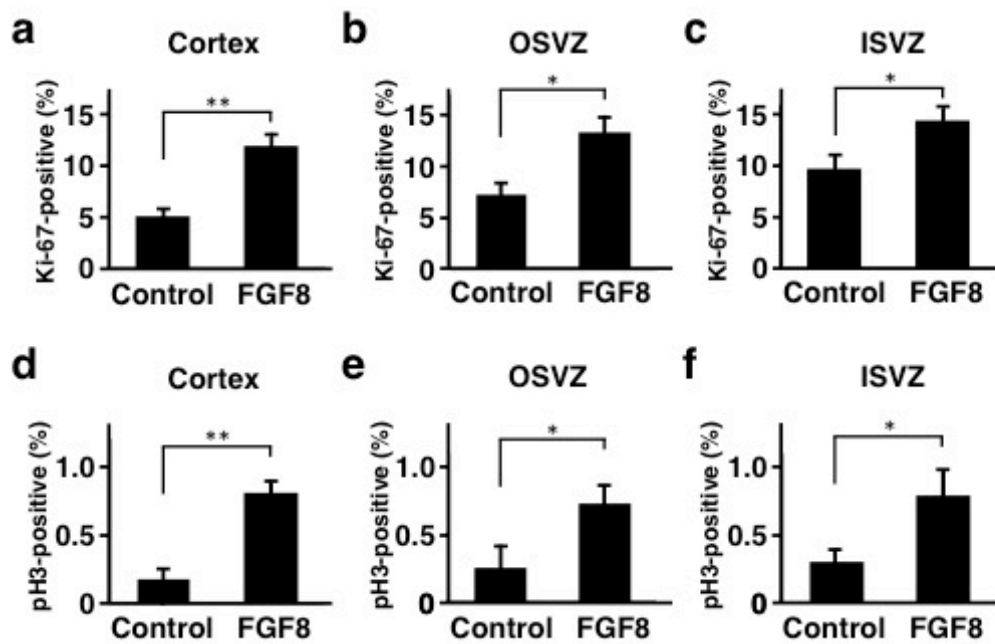 a
Cortex
**
Ki-67-positive (%)
15
10
5
0
Control FGF8
b
OSVZ
*
Ki-67-positive (%)
15
10
5
0
Control FGF8
c
ISVZ
*
Ki-67-positive (%)
15
10
5
0
Control FGF8
d
Cortex
**
pH3-positive (%)
1.0
0.5
0
Control FGF8
e
OSVZ
*
pH3-positive (%)
1.0
0.5
0
Control FGF8
f
ISVZ
*
pH3-positive (%)
1.0
0.5
0
Control FGF8